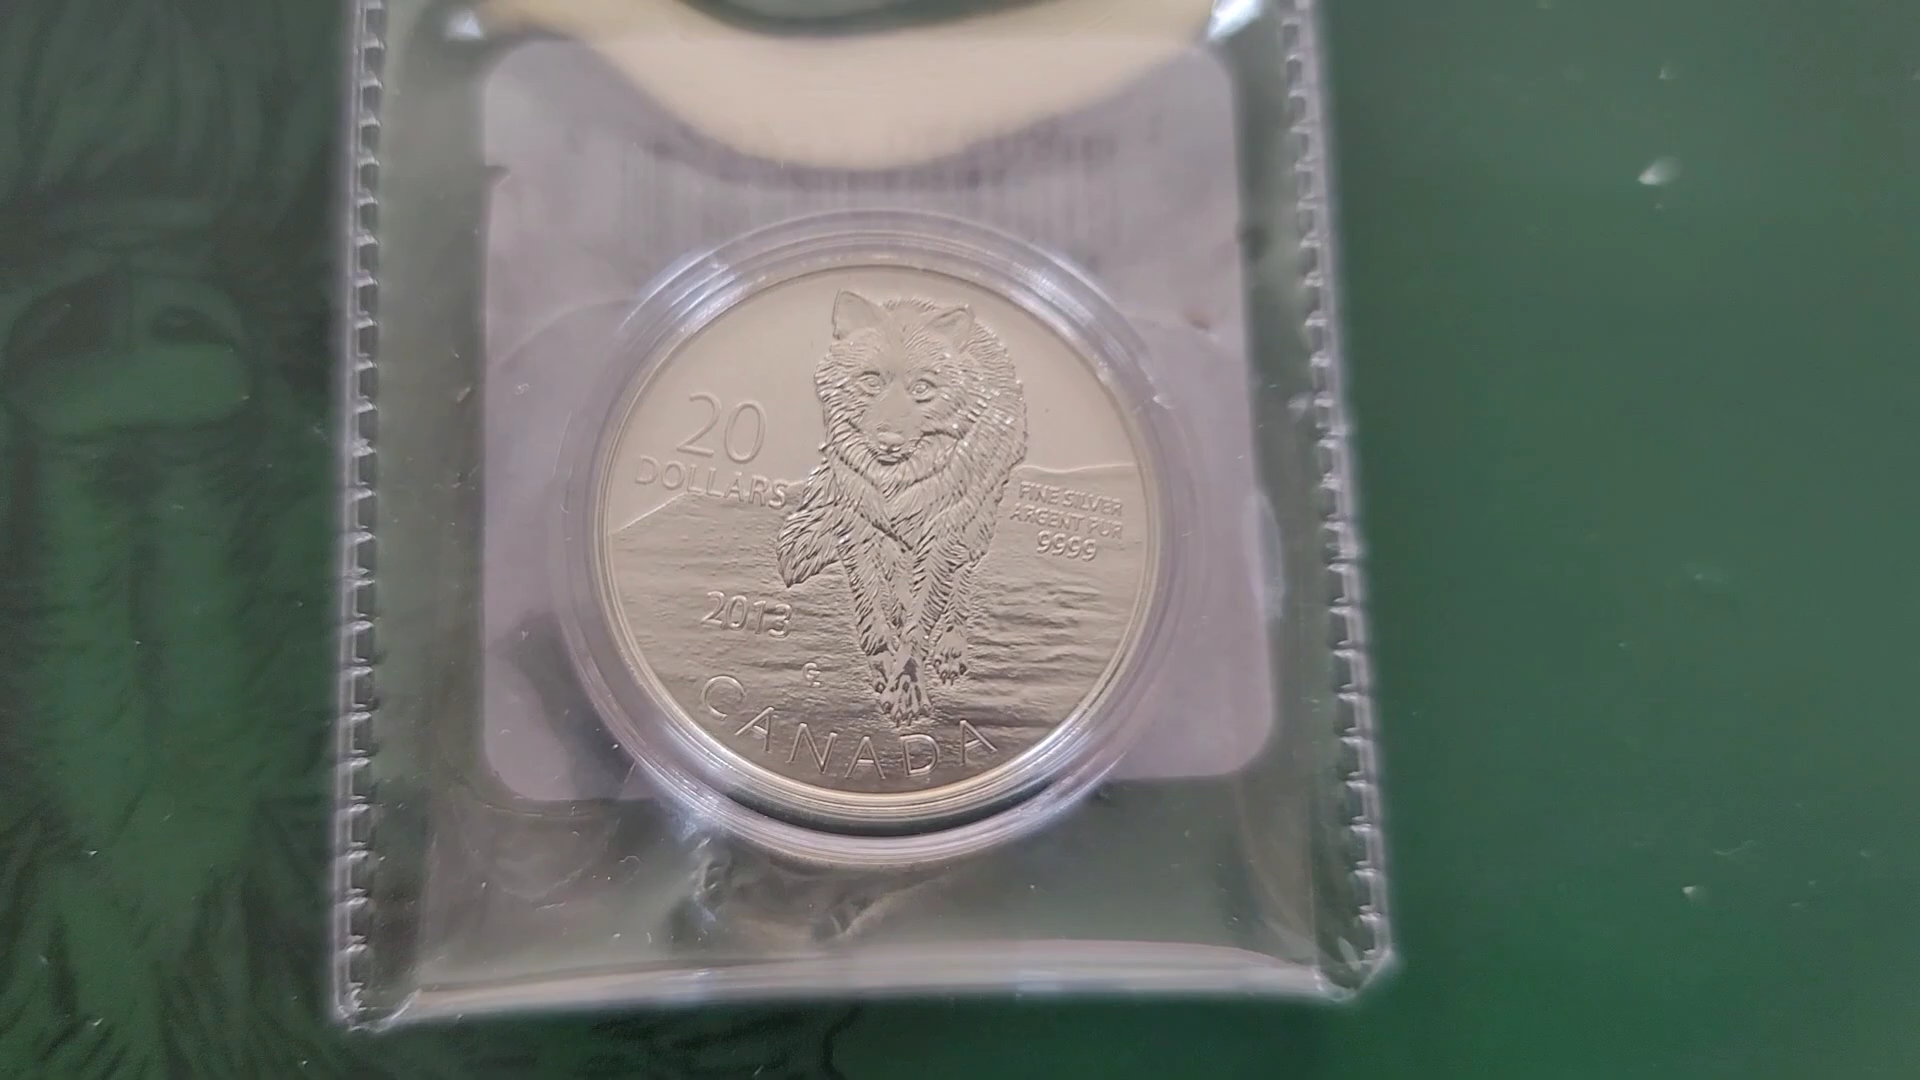 20
DOLLARS
FINE SILVER
ARGENT PUR
9999
2013
CANADA